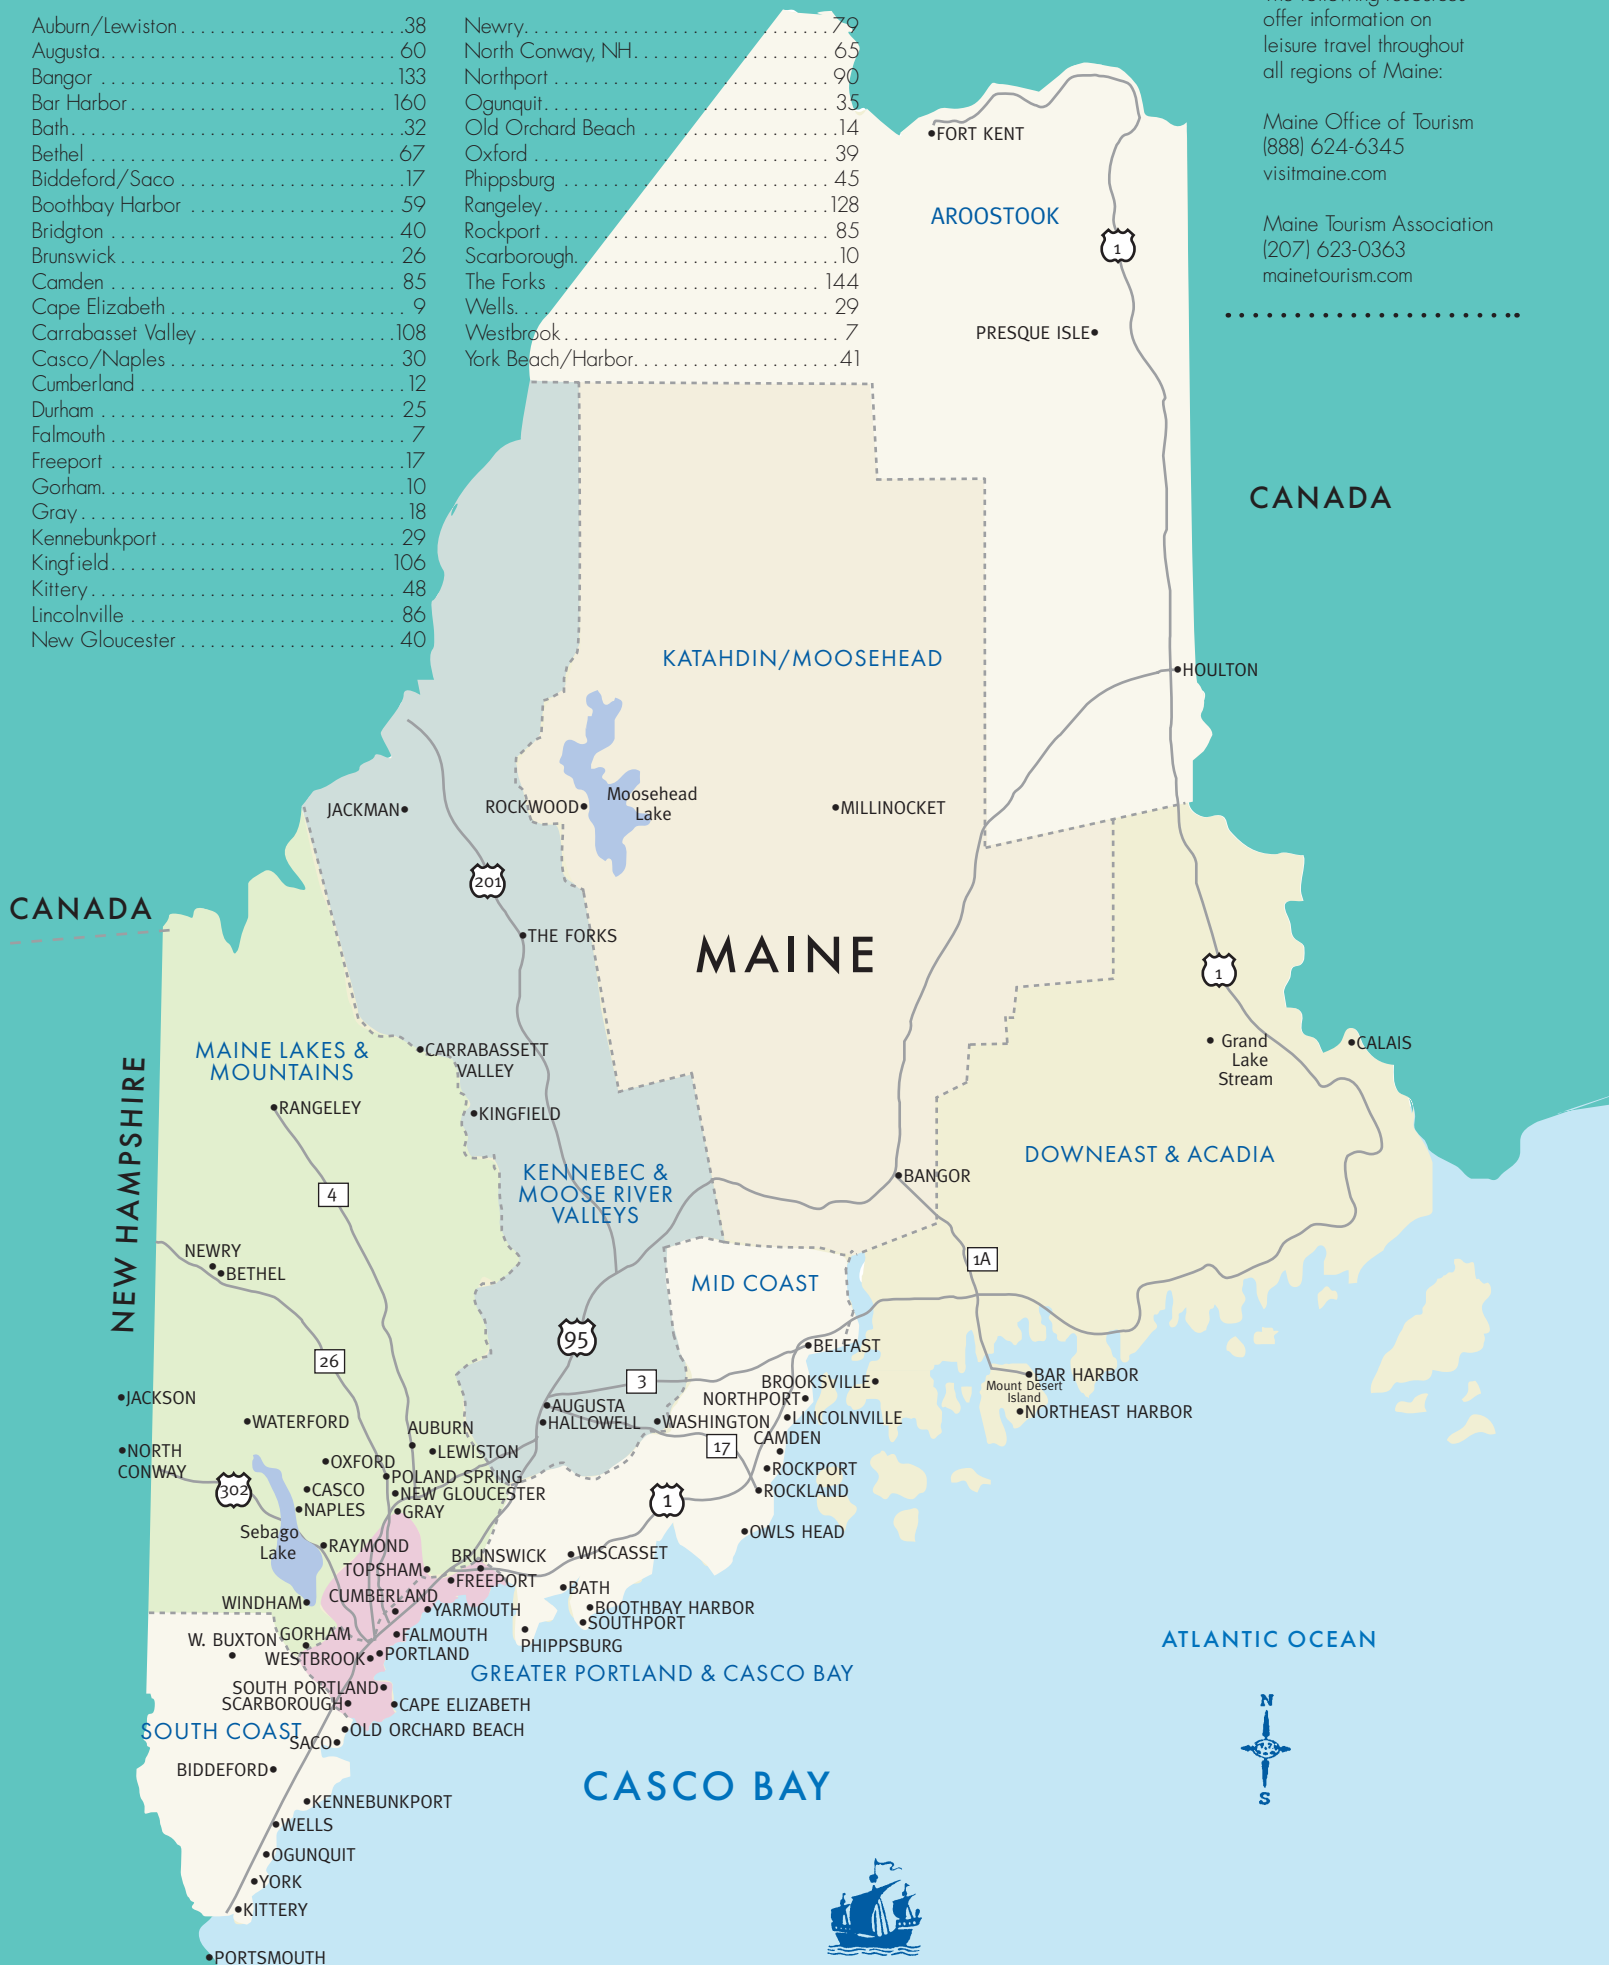 Auburn/Lewiston 38
Augusta 60
Bangor 133
Bar Harbor 160
Bath 32
Bethel 67
Biddeford/Saco 17
Boothbay Harbor 59
Bridgton 40
Brunswick 26
Camden 85
Cape Elizabeth 9
Carrabasset Valley 108
Casco/Naples 30
Cumberland 12
Durham 25
Falmouth 7
Freeport 17
Gorham 10
Gray 18
Kennebunkport 29
Kingfield 106
Kittery 48
Lincolnville 86
New Gloucester 40
Newry 79
North Conway, NH 65
Northport 90
Ogunquit 35
Old Orchard Beach 14
Oxford 39
Phippsburg 45
Rangeley 128
Rockport 85
Scarborough 10
The Forks 144
Wells 29
Westbrook 7
York Beach/Harbor 41
offer information on
leisure travel throughout
all regions of Maine:
Maine Office of Tourism
(888) 624-6345
visitmaine.com
Maine Tourism Association
(207) 623-0363
mainetourism.com
FORT KENT
AROOSTOOK
1
PRESQUE ISLE
CANADA
KATAHDIN/MOOSEHEAD
HOULTON
JACKMAN
ROCKWOOD
Moosehead
Lake
MILLINOCKET
201
CANADA
THE FORKS
MAINE
1
Grand
Lake
Stream
CALAIS
MAINE LAKES &
MOUNTAINS
CARRABASSETT
VALLEY
NEW HAMPSHIRE
RANGELEY
KINGFIELD
KENNEBEC &
MOOSE RIVER
VALLEYS
DOWNEAST & ACADIA
BANGOR
4
NEWRY
BETHEL
1A
MID COAST
95
26
BELFAST
3
BROOKSVILLE
BAR HARBOR
Mount Desert
Island
NORTHEAST HARBOR
JACKSON
NORTHPORT
AUGUSTA
HALLOWELL
WASHINGTON
LINCOLNVILLE
WATERFORD
AUBURN
LEWISTON
CAMDEN
17
NORTH
CONWAY
OXFORD
POLAND SPRING
ROCKPORT
302
CASCO
NEW GLOUCESTER
ROCKLAND
NAPLES
GRAY
1
Sebago
Lake
RAYMOND
OWLS HEAD
BRUNSWICK
WISCASSET
TOPSHAM
FREEPORT
BATH
CUMBERLAND
WINDHAM
YARMOUTH
BOOTHBAY HARBOR
SOUTHPORT
W. BUXTON
GORHAM
FALMOUTH
PHIPPSBURG
WESTBROOK
PORTLAND
GREATER PORTLAND & CASCO BAY
ATLANTIC OCEAN
SOUTH PORTLAND
SCARBOROUGH
CAPE ELIZABETH
SOUTH COAST
OLD ORCHARD BEACH
SACO
N
BIDDEFORD
CASCO BAY
S
KENNEBUNKPORT
WELLS
OGUNQUIT
YORK
KITTERY
PORTSMOUTH